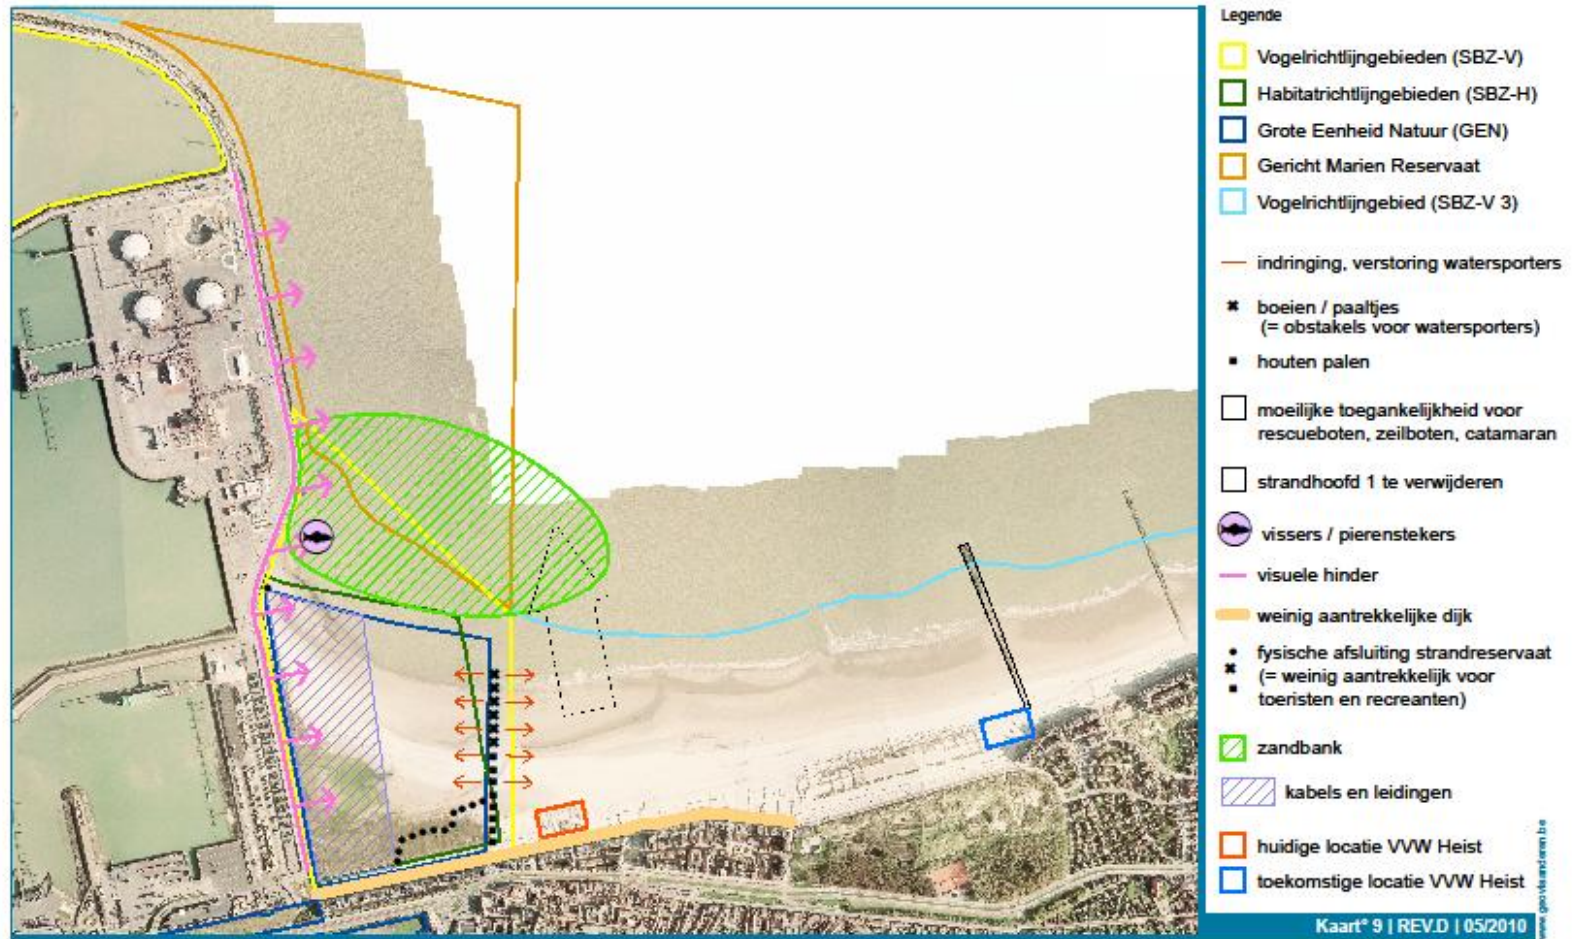 Legende
Vogelrichtlijngebieden (SBZ-V)
Habitatrichtlijngebieden (SBZ-H)
Grote Eenheid Natuur (GEN)
Gericht Marien Reservaat
Vogelrichtlijngebied (SBZ-V 3)
indringing, verstoring watersporters
boeien / paaltjes
(= obstakels voor watersporters)
houten palen
moeilijke toegankelijkheid voor
rescueboten, zeilboten, catamaran
strandhoofd 1 te verwijderen
vissers / pierenstekers
visuele hinder
weinig aantrekkelijke dijk
fysische afsluiting strandreservaat
(= weinig aantrekkelijk voor
toeristen en recreanten)
zandbank
kabels en leidingen
huidige locatie VVW Heist
toekomstige locatie VVW Heist
Kaart° 9 | REV.D | 05/2010
www.geovlaanderen.be